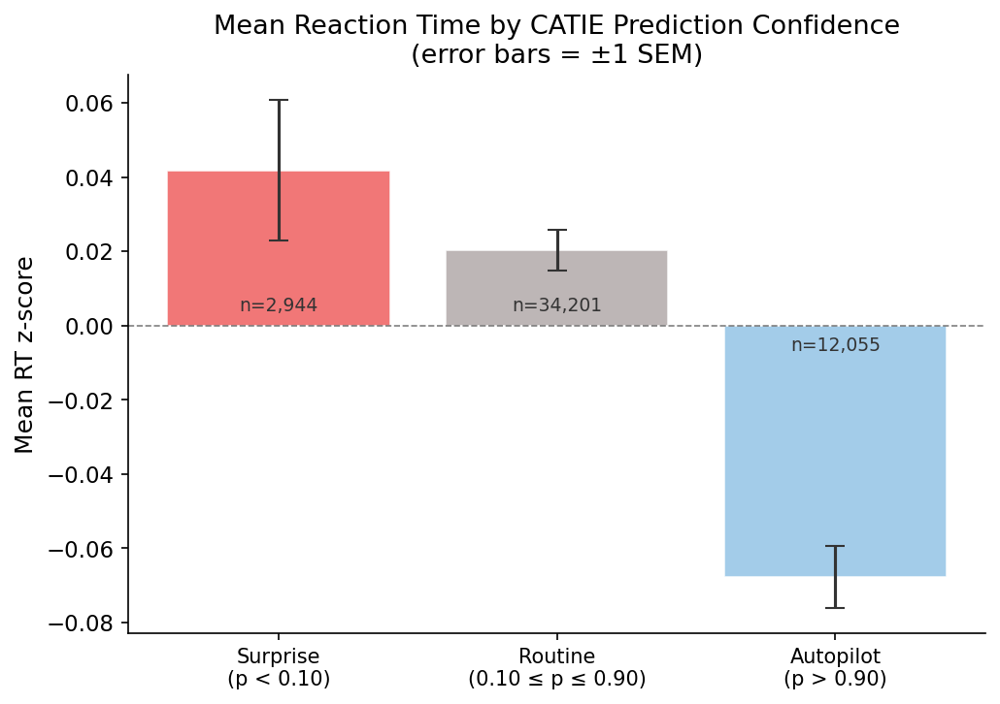 Mean Reaction Time by CATIE Prediction Confidence
(error bars = ±1 SEM)
Mean RT z-score
0.06
0.04
0.02
0.00
−0.02
−0.04
−0.06
−0.08
n=2,944
n=34,201
n=12,055
Surprise
(p < 0.10)
Routine
(0.10 ≤ p ≤ 0.90)
Autopilot
(p > 0.90)